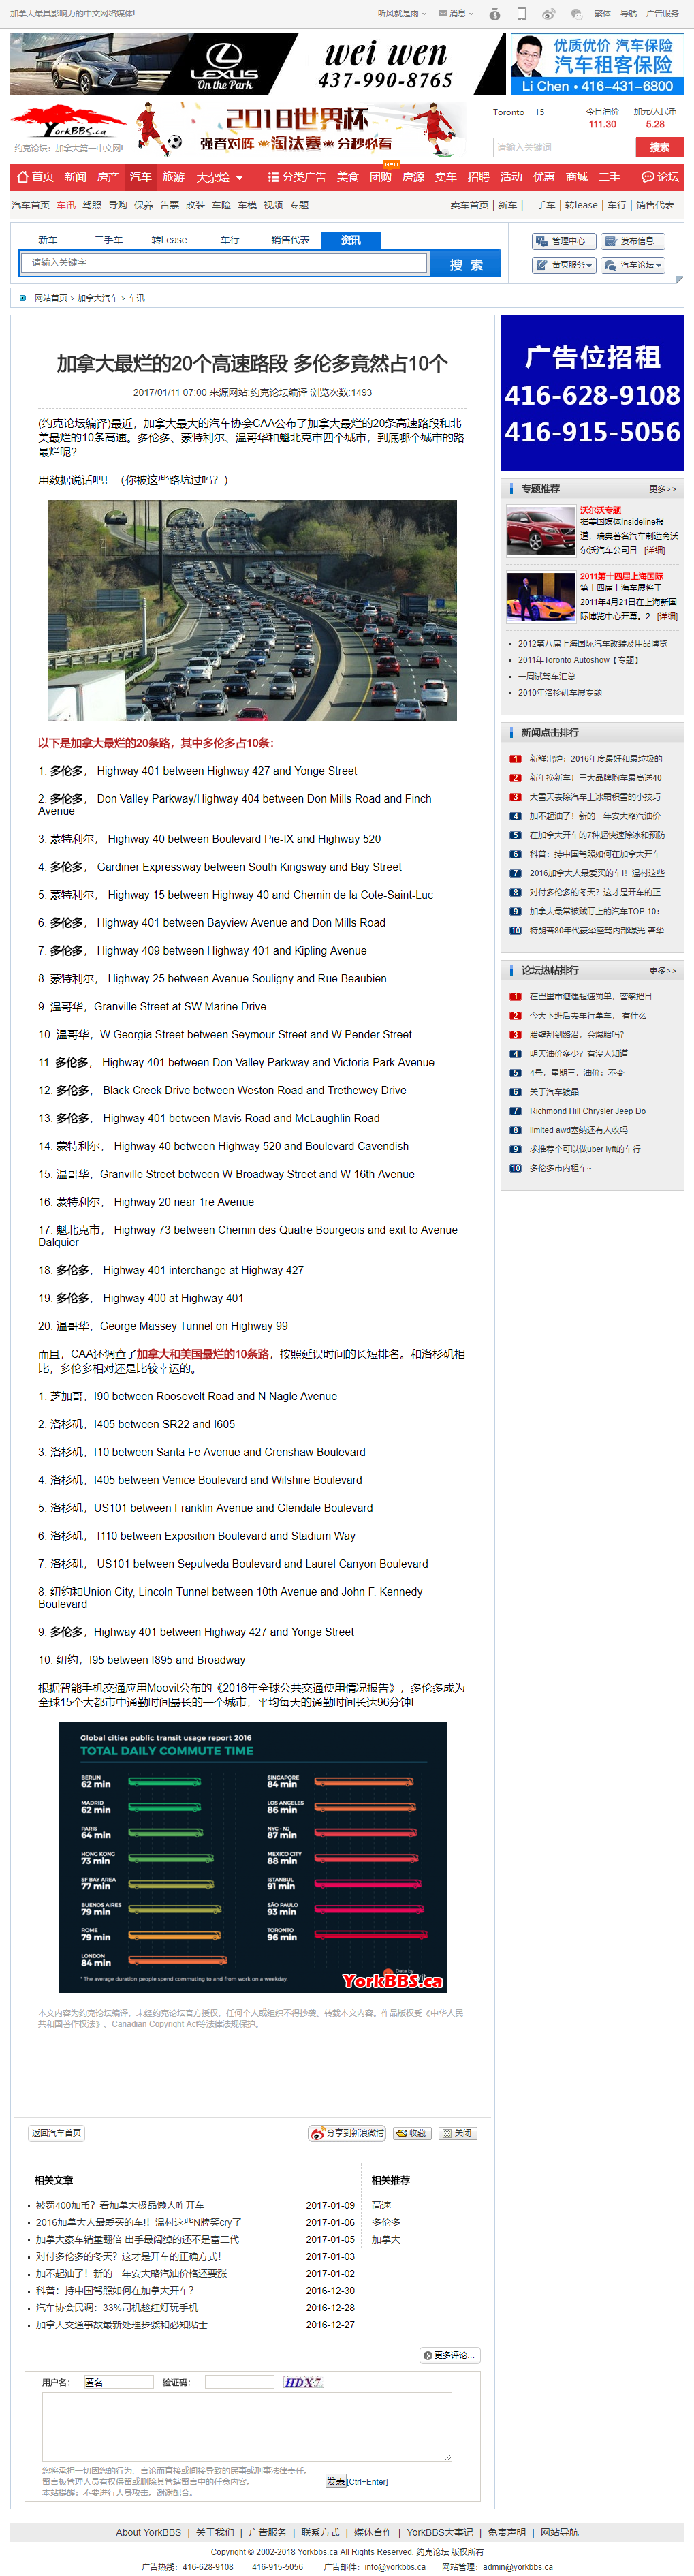 加拿大最具影响力的中文网络媒体!
听风就是雨 消息 繁体 导航 广告服务
LEXUS
On the Park
wei wen
437-990-8765
优质优价 汽车保险
汽车租客保险
Li Chen · 416-431-6800
YorkBBS.ca
约克论坛：加拿大第一中文网!
2018世界杯
强者对阵 淘汰赛 分秒必看
Toronto 15
今日油价 加元/人民币
111.30 5.28
请输入关键词 搜索
首页 新闻 房产 汽车 旅游 大杂烩 分类广告 美食 团购 房源 卖车 招聘 活动 优惠 商城 二手 论坛
NEW
汽车首页 车讯 驾照 导购 保养 告票 改装 车险 车模 视频 专题
卖车首页 | 新车 | 二手车 | 转lease | 车行 | 销售代表
新车 二手车 转Lease 车行 销售代表 资讯
请输入关键字 搜 索
管理中心 发布信息
黄页服务 汽车论坛
网站首页 > 加拿大汽车 > 车讯
加拿大最烂的20个高速路段 多伦多竟然占10个
2017/01/11 07:00 来源网站:约克论坛编译 浏览次数:1493
(约克论坛编译)最近，加拿大最大的汽车协会CAA公布了加拿大最烂的20条高速路段和北
美最烂的10条高速。多伦多、蒙特利尔、温哥华和魁北克市四个城市，到底哪个城市的路
最烂呢？
用数据说话吧！（你被这些路坑过吗？）
以下是加拿大最烂的20条路，其中多伦多占10条：
1. 多伦多， Highway 401 between Highway 427 and Yonge Street
2. 多伦多， Don Valley Parkway/Highway 404 between Don Mills Road and Finch
Avenue
3. 蒙特利尔， Highway 40 between Boulevard Pie-IX and Highway 520
4. 多伦多， Gardiner Expressway between South Kingsway and Bay Street
5. 蒙特利尔， Highway 15 between Highway 40 and Chemin de la Cote-Saint-Luc
6. 多伦多， Highway 401 between Bayview Avenue and Don Mills Road
7. 多伦多， Highway 409 between Highway 401 and Kipling Avenue
8. 蒙特利尔， Highway 25 between Avenue Souligny and Rue Beaubien
9. 温哥华，Granville Street at SW Marine Drive
10. 温哥华，W Georgia Street between Seymour Street and W Pender Street
11. 多伦多， Highway 401 between Don Valley Parkway and Victoria Park Avenue
12. 多伦多， Black Creek Drive between Weston Road and Trethewey Drive
13. 多伦多， Highway 401 between Mavis Road and McLaughlin Road
14. 蒙特利尔， Highway 40 between Highway 520 and Boulevard Cavendish
15. 温哥华，Granville Street between W Broadway Street and W 16th Avenue
16. 蒙特利尔， Highway 20 near 1re Avenue
17. 魁北克市， Highway 73 between Chemin des Quatre Bourgeois and exit to Avenue
Dalquier
18. 多伦多， Highway 401 interchange at Highway 427
19. 多伦多， Highway 400 at Highway 401
20. 温哥华，George Massey Tunnel on Highway 99
而且，CAA还调查了加拿大和美国最烂的10条路，按照延误时间的长短排名。和洛杉矶相
比，多伦多相对还是比较幸运的。
1. 芝加哥，I90 between Roosevelt Road and N Nagle Avenue
2. 洛杉矶，I405 between SR22 and I605
3. 洛杉矶，I10 between Santa Fe Avenue and Crenshaw Boulevard
4. 洛杉矶，I405 between Venice Boulevard and Wilshire Boulevard
5. 洛杉矶，US101 between Franklin Avenue and Glendale Boulevard
6. 洛杉矶， I110 between Exposition Boulevard and Stadium Way
7. 洛杉矶， US101 between Sepulveda Boulevard and Laurel Canyon Boulevard
8. 纽约和Union City, Lincoln Tunnel between 10th Avenue and John F. Kennedy
Boulevard
9. 多伦多，Highway 401 between Highway 427 and Yonge Street
10. 纽约，I95 between I895 and Broadway
根据智能手机交通应用Moovit公布的《2016年全球公共交通使用情况报告》，多伦多成为
全球15个大都市中通勤时间最长的一个城市，平均每天的通勤时间长达96分钟!
Global cities public transit usage report 2016
TOTAL DAILY COMMUTE TIME
BERLIN
62 min
MADRID
62 min
PARIS
64 min
HONG KONG
73 min
SF BAY AREA
77 min
BUENOS AIRES
79 min
ROME
79 min
LONDON
84 min
SINGAPORE
84 min
LOS ANGELES
86 min
NYC - NJ
87 min
MEXICO CITY
88 min
ISTANBUL
91 min
SÃO PAULO
93 min
TORONTO
96 min
* The average duration people spend commuting to and from work on a weekday.
Data by
YorkBBS.ca
本文内容为约克论坛编译，未经约克论坛官方授权，任何个人或组织不得抄袭、转载本文内容。作品版权受《中华人民
共和国著作权法》、Canadian Copyright Act等法律法规保护。
返回汽车首页
分享到新浪微博 收藏 关闭
相关文章
被罚400加币？看加拿大极品懒人咋开车 2017-01-09
2016加拿大人最爱买的车!! 温村这些N牌笑cry了 2017-01-06
加拿大豪车销量翻倍 出手最阔绰的还不是富二代 2017-01-05
对付多伦多的冬天？这才是开车的正确方式! 2017-01-03
加不起油了！新的一年安大略汽油价格还要涨 2017-01-02
科普：持中国驾照如何在加拿大开车？ 2016-12-30
汽车协会民调：33%司机趁红灯玩手机 2016-12-28
加拿大交通事故最新处理步骤和必知贴士 2016-12-27
相关推荐
高速
多伦多
加拿大
更多评论...
用户名： 匿名 验证码： HDX7
您将承担一切因您的行为、言论而直接或间接导致的民事或刑事法律责任。
留言板管理人员有权保留或删除其管辖留言中的任意内容。
本站提醒：不要进行人身攻击。谢谢配合。
发表 [Ctrl+Enter]
广告位招租
416-628-9108
416-915-5056
专题推荐 更多>>
沃尔沃专题
据美国媒体Insideline报
道，瑞典著名汽车制造商沃
尔沃汽车公司日...[详细]
2011第十四届上海国际
第十四届上海车展将于
2011年4月21日在上海新国
际博览中心开幕。2...[详细]
2012第八届上海国际汽车改装及用品博览
2011年Toronto Autoshow【专题】
一周试驾车汇总
2010年洛杉矶车展专题
新闻点击排行
1 新鲜出炉：2016年度最好和最垃圾的
2 新年换新车！三大品牌购车最高送40
3 大雪天去除汽车上冰霜积雪的小技巧
4 加不起油了！新的一年安大略汽油价
5 在加拿大开车的7种超快速除冰和预防
6 科普：持中国驾照如何在加拿大开车
7 2016加拿大人最爱买的车!! 温村这些
8 对付多伦多的冬天？这才是开车的正
9 加拿大最常被贼盯上的汽车TOP 10：
10 特朗普80年代豪华座驾内部曝光 奢华
论坛热帖排行 更多>>
1 在巴里市遭遇超速罚单，警察把日
2 今天下班后去车行拿车， 有什么
3 胎壁刮到路沿，会爆胎吗？
4 明天油价多少？有沒人知道
5 4号，星期三，油价：不变
6 关于汽车镀晶
7 Richmond Hill Chrysler Jeep Do
8 limited awd塞纳还有人收吗
9 求推荐个可以做uber lyft的车行
10 多伦多市内租车~
About YorkBBS | 关于我们 | 广告服务 | 联系方式 | 媒体合作 | YorkBBS大事记 | 免责声明 | 网站导航
Copyright © 2002-2018 Yorkbbs.ca All Rights Reserved. 约克论坛 版权所有
广告热线：416-628-9108 416-915-5056 广告邮件：info@yorkbbs.ca 网站管理：admin@yorkbbs.ca